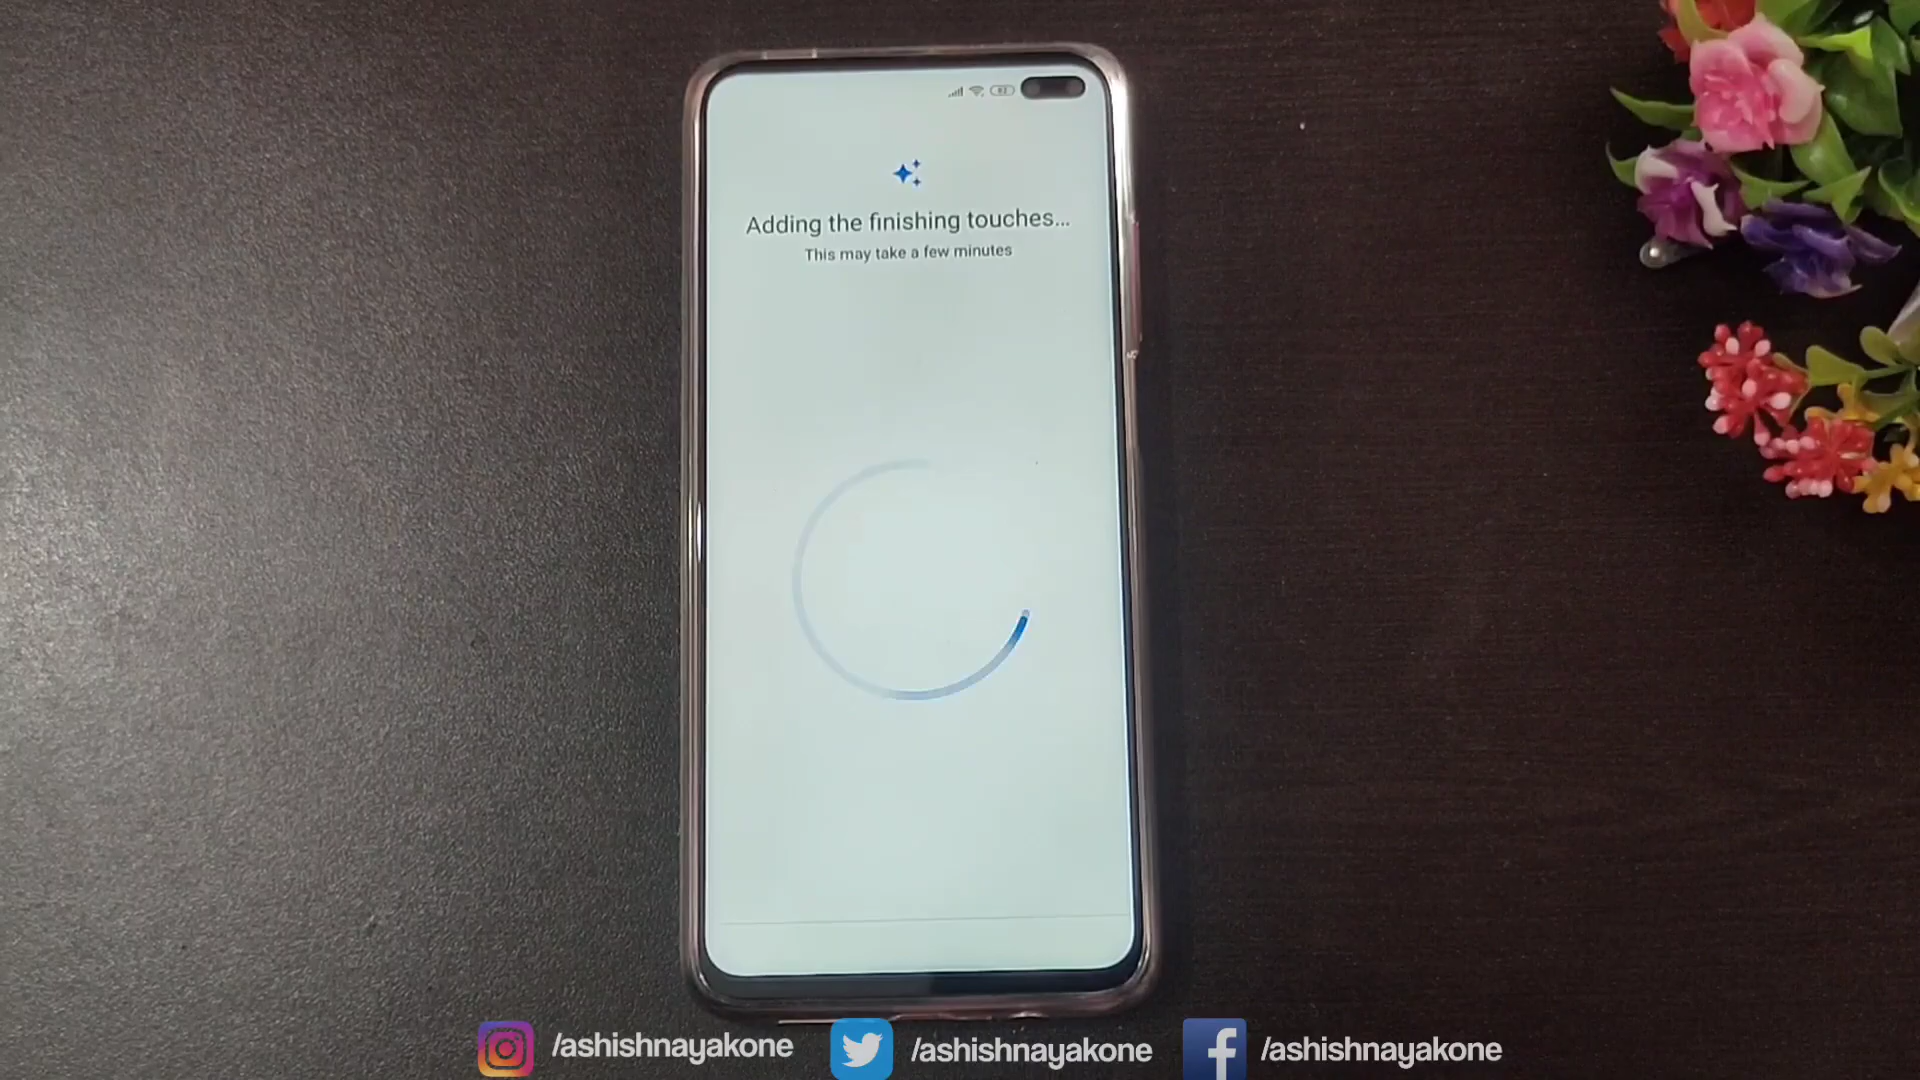 Adding the finishing touches...
This may take a few minutes
/ashishnayakone
/ashishnayakone
/ashishnayakone